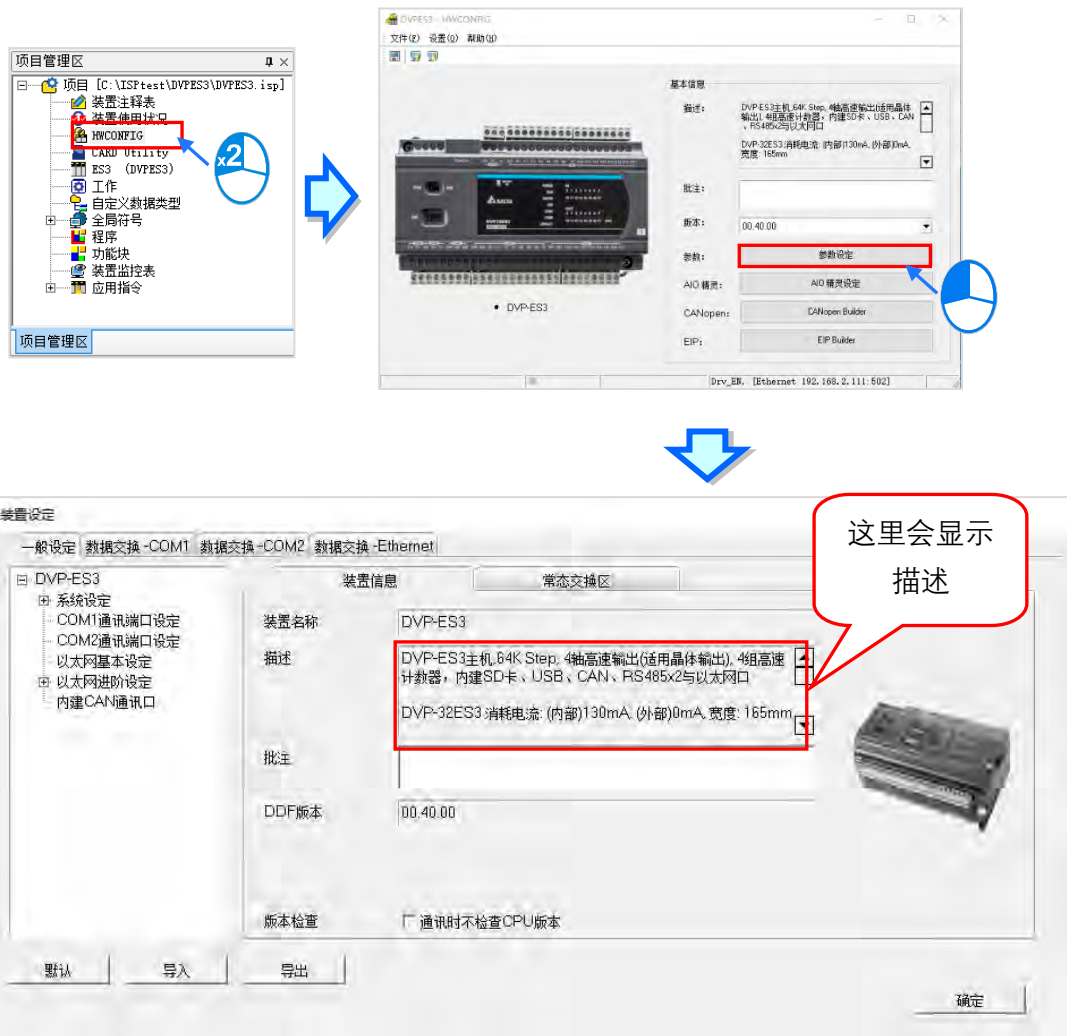 项目管理区
项目 [C:\ISPtest\DVPES3\DVPES3.isp]
装置注释表
装置使用状况
HWCONFIG
CARD Utility
ES3 (DVPES3)
工作
自定义数据类型
全局符号
程序
功能块
装置监控表
应用指令
项目管理区
x2
DVPES3 - HWCONFIG
文件(F) 设置(O) 帮助(H)
基本信息
描述:
DVP-ES3主机,64K Step, 4轴高速输出(适用晶体
输出), 4组高速计数器，内建SD卡、USB、CAN
、RS485x2与以太网口
DVP-32ES3:消耗电流: (内部)130mA, (外部)0mA,
宽度: 165mm
批注:
版本:
00.40.00
参数:
参数设定
AIO 精灵:
AIO 精灵设定
CANopen:
CANopen Builder
EIP:
EIP Builder
• DVP-ES3
Drv_EN, [Ethernet 192.168.2.111:502]
装置设定
一般设定 数据交换-COM1 数据交换-COM2 数据交换-Ethernet
这里会显示
描述
DVP-ES3
系统设定
COM1通讯端口设定
COM2通讯端口设定
以太网基本设定
以太网进阶设定
内建CAN通讯口
装置信息
常态交换区
装置名称
DVP-ES3
描述
DVP-ES3主机,64K Step, 4轴高速输出(适用晶体输出), 4组高速
计数器，内建SD卡、USB、CAN、RS485x2与以太网口
DVP-32ES3:消耗电流: (内部)130mA, (外部)0mA, 宽度: 165mm
批注
DDF版本
00.40.00
版本检查
通讯时不检查CPU版本
默认
导入
导出
确定